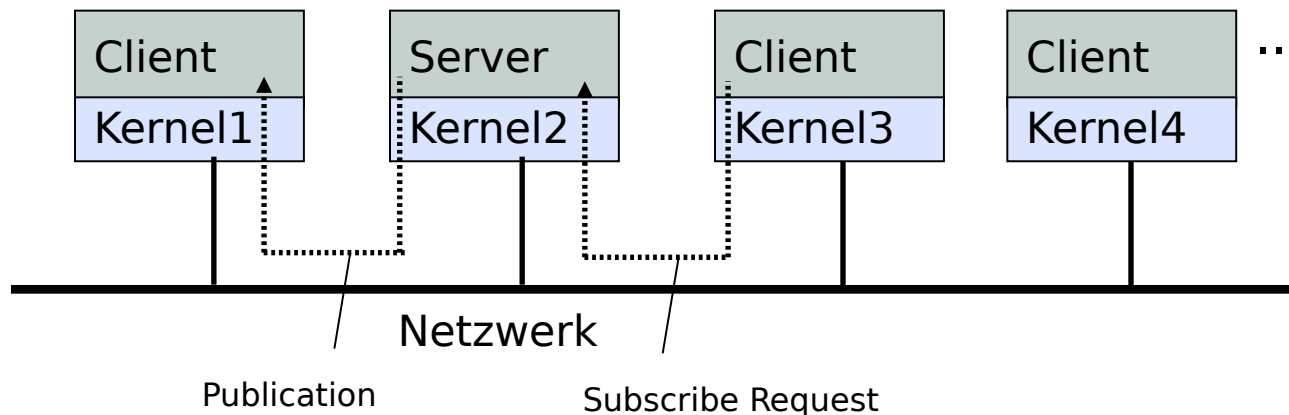 Client Server Client Client ..
Kernel1 Kernel2 Kernel3 Kernel4
Netzwerk
Publication Subscribe Request